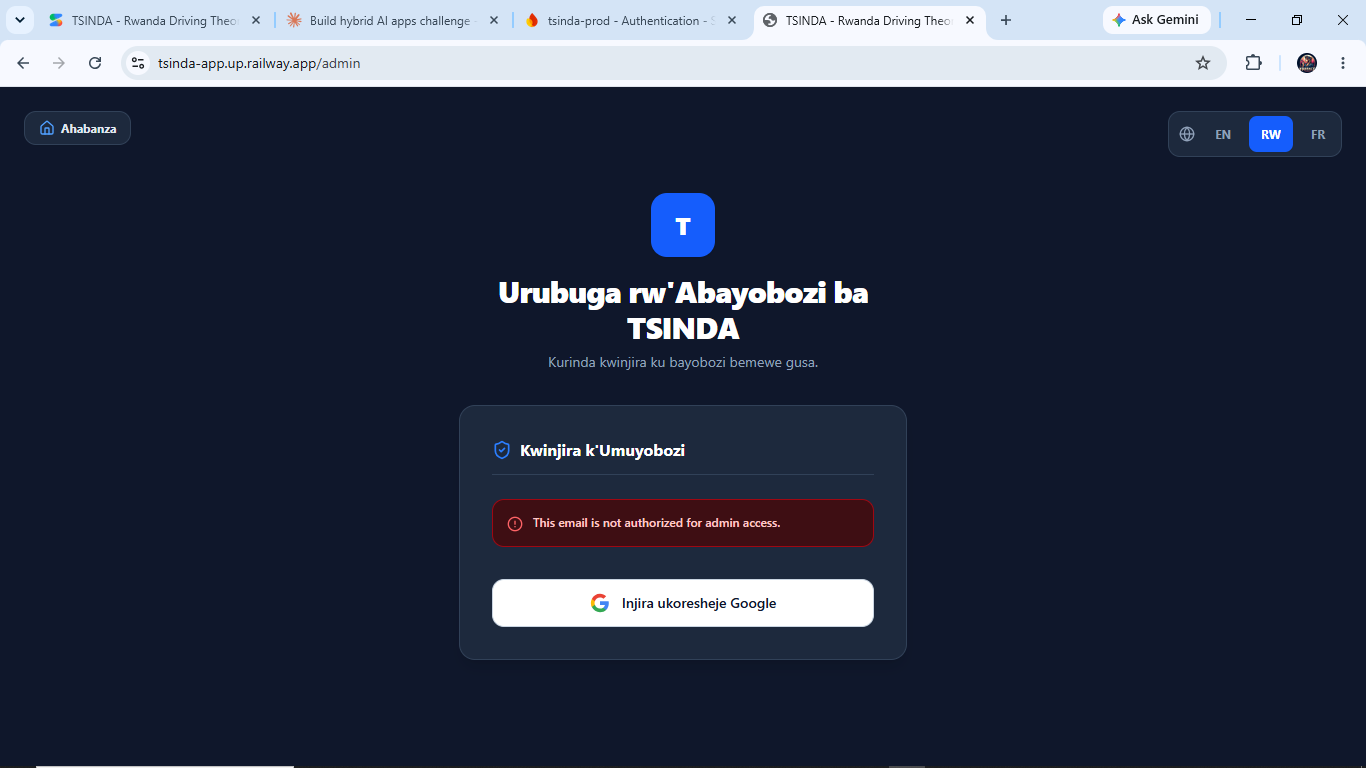 TSINDA - Rwanda Driving Theo
Build hybrid AI apps challenge
tsinda-prod - Authentication - S
TSINDA - Rwanda Driving Theo
Ask Gemini
tsinda-app.up.railway.app/admin
Ahabanza
EN
RW
FR
T
Urubuga rw'Abayobozi ba
TSINDA
Kurinda kwinjira ku bayobozi bemewe gusa.
Kwinjira k'Umuyobozi
This email is not authorized for admin access.
Injira ukoresheje Google